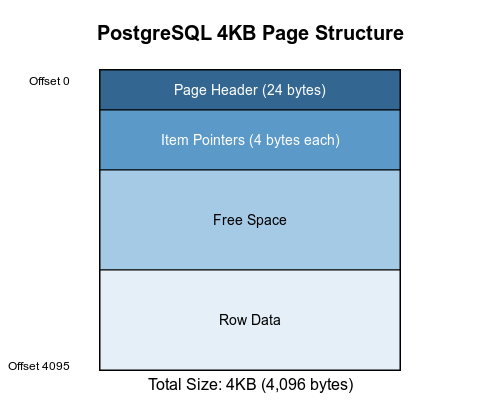 PostgreSQL 4KB Page Structure
Offset 0
Page Header (24 bytes)
Item Pointers (4 bytes each)
Free Space
Row Data
Offset 4095
Total Size: 4KB (4,096 bytes)